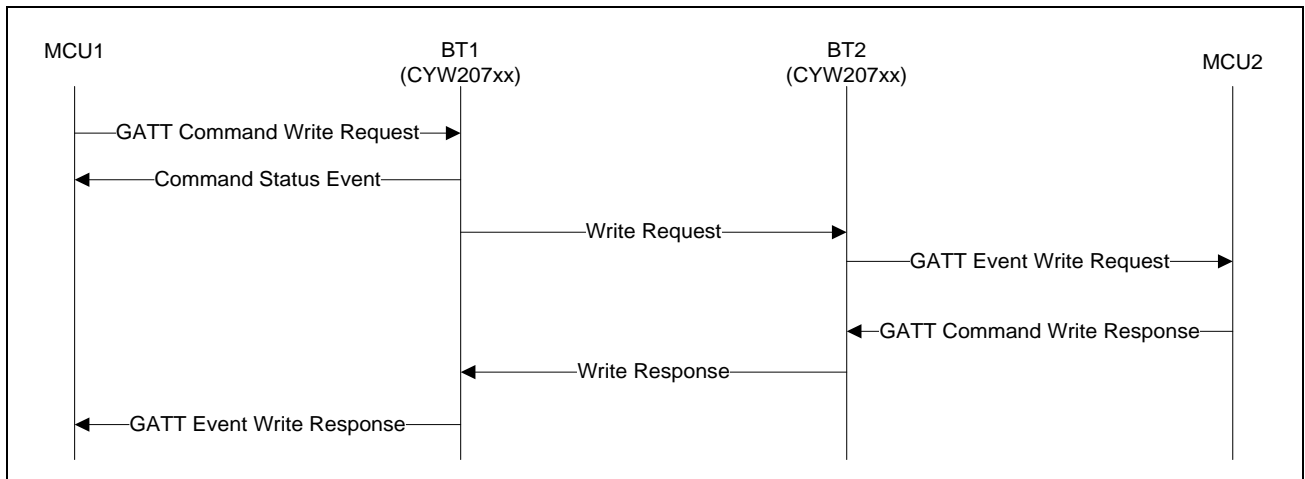 MCU1
BT1
(CYW207xx)
BT2
(CYW207xx)
MCU2
GATT Command Write Request
Command Status Event
Write Request
GATT Event Write Request
GATT Command Write Response
Write Response
GATT Event Write Response